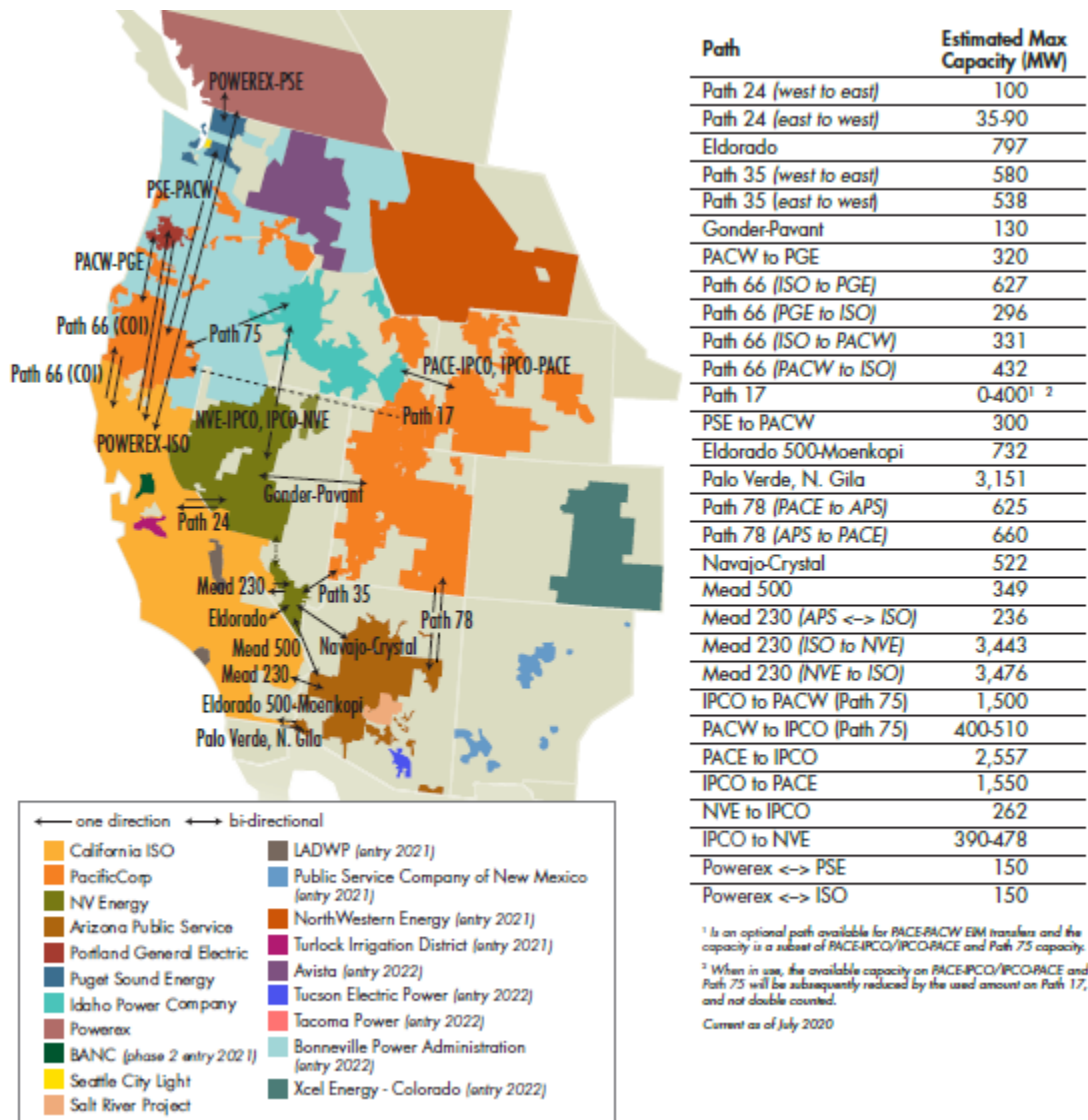 POWEREX-PSE
PSE-PACW
PACW-PGE
Path 66 (COI)
Path 75
Path 66 (COI)
PACE-IPCO, IPCO-PACE
NVE-IPCO, IPCO-NVE
Path 17
POWEREX-ISO
Gonder-Pavant
Path 24
Mead 230
Path 35
Eldorado
Path 78
Mead 500
Navajo-Crystal
Mead 230
Eldorado 500-Moenkopi
Palo Verde, N. Gila
one direction
bi-directional
California ISO
PacificCorp
NV Energy
Arizona Public Service
Portland General Electric
Puget Sound Energy
Idaho Power Company
Powerex
BANC (phase 2 entry 2021)
Seattle City Light
Salt River Project
LADWP (entry 2021)
Public Service Company of New Mexico
(entry 2021)
NorthWestern Energy (entry 2021)
Turlock Irrigation District (entry 2021)
Avista (entry 2022)
Tucson Electric Power (entry 2022)
Tacoma Power (entry 2022)
Bonneville Power Administration
(entry 2022)
Xcel Energy - Colorado (entry 2022)
Path Estimated Max
Capacity (MW)
Path 24 (west to east) 100
Path 24 (east to west) 35-90
Eldorado 797
Path 35 (west to east) 580
Path 35 (east to west) 538
Gonder-Pavant 130
PACW to PGE 320
Path 66 (ISO to PGE) 627
Path 66 (PGE to ISO) 296
Path 66 (ISO to PACW) 331
Path 66 (PACW to ISO) 432
Path 17 0-400¹ ²
PSE to PACW 300
Eldorado 500-Moenkopi 732
Palo Verde, N. Gila 3,151
Path 78 (PACE to APS) 625
Path 78 (APS to PACE) 660
Navajo-Crystal 522
Mead 500 349
Mead 230 (APS <-> ISO) 236
Mead 230 (ISO to NVE) 3,443
Mead 230 (NVE to ISO) 3,476
IPCO to PACW (Path 75) 1,500
PACW to IPCO (Path 75) 400-510
PACE to IPCO 2,557
IPCO to PACE 1,550
NVE to IPCO 262
IPCO to NVE 390-478
Powerex <-> PSE 150
Powerex <-> ISO 150
¹ Is an optional path available for PACE-PACW EIM transfers and the
capacity is a subset of PACE-IPCO/IPCO-PACE and Path 75 capacity.
² When in use, the available capacity on PACE-IPCO/IPCO-PACE and
Path 75 will be subsequently reduced by the used amount on Path 17,
and not double counted.
Current as of July 2020